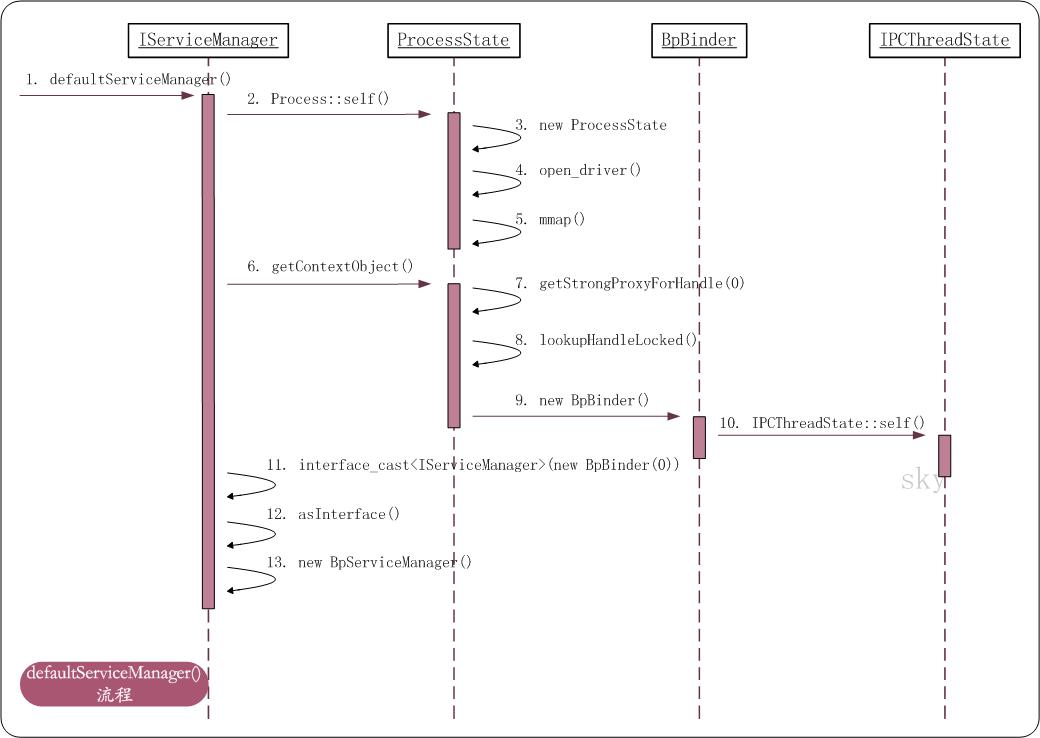 IServiceManager
ProcessState
BpBinder
IPCThreadState
1. defaultServiceManager()
2. Process::self()
3. new ProcessState
4. open_driver()
5. mmap()
6. getContextObject()
7. getStrongProxyForHandle(0)
8. lookupHandleLocked()
9. new BpBinder()
10. IPCThreadState::self()
11. interface_cast<IServiceManager>(new BpBinder(0))
sky
12. asInterface()
13. new BpServiceManager()
defaultServiceManager()
流程